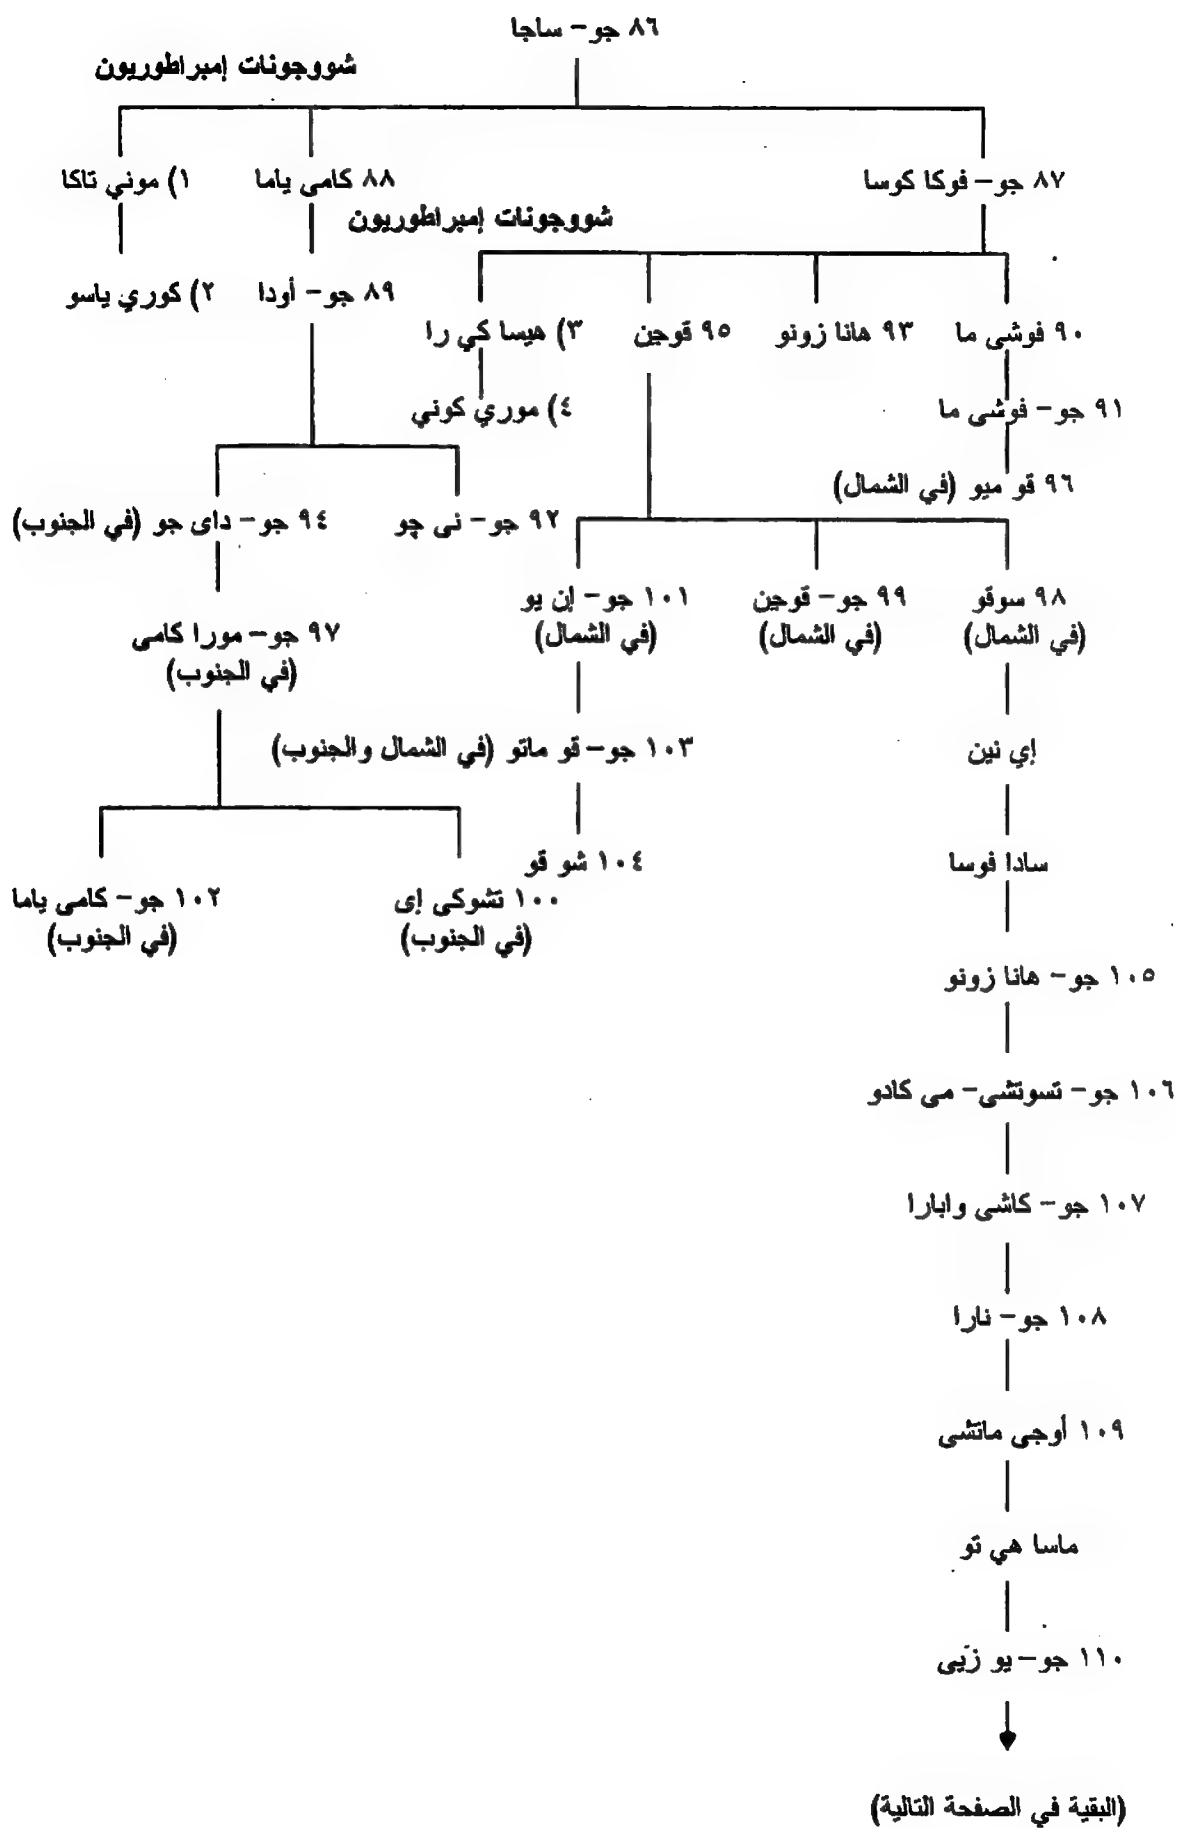 ٨٦ جو- ساجا
شووجونات إمبراطوريون
٨٧ جو- فوكا كوسا
٨٨ كامى ياما
١) موني تاكا
شووجونات إمبراطوريون
٨٩ جو- أودا
٢) كوري ياسو
٩٠ فوشى ما
٩٣ هانا زونو
٩٥ قوجن
٣) هيسا كي را
٩١ جو- فوشى ما
٤) موري كوني
٩٦ قو ميو (في الشمال)
٩٢ جو- نى چو
٩٤ جو- داى جو (في الجنوب)
٩٨ سوقو
(في الشمال)
٩٩ جو- قوجين
(في الشمال)
١٠١ جو- إن يو
(في الشمال)
٩٧ جو- مورا كامى
(في الجنوب)
إي نين
١٠٣ جو- قو ماتو (في الشمال والجنوب)
سادا فوسا
١٠٤ شو قو
١٠٠ تشوكى إى
(في الجنوب)
١٠٢ جو- كامى ياما
(في الجنوب)
١٠٥ جو- هانا زونو
١٠٦ جو- تسوتشى- مى كادو
١٠٧ جو- كاشى وابارا
١٠٨ جو- نارا
١٠٩ أوجى ماتشى
ماسا هي تو
١١٠ جو- يو زيى
(البقية في الصفحة التالية)